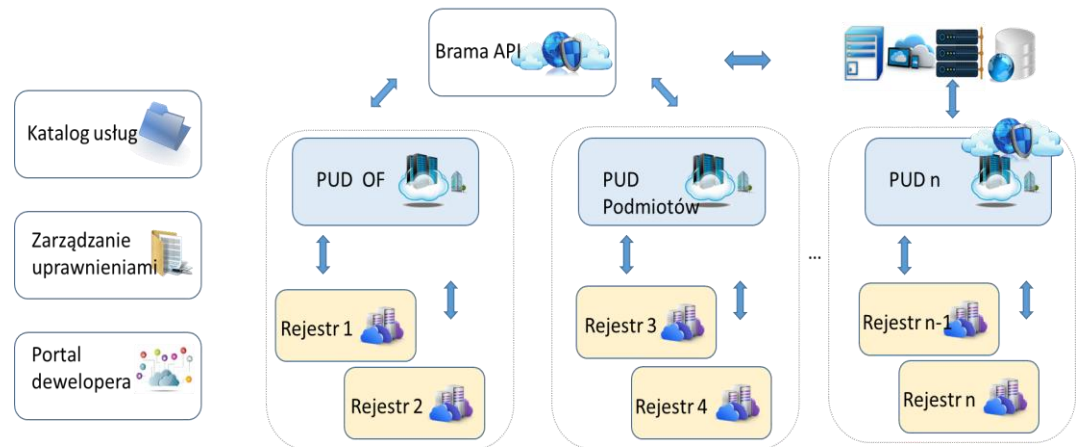 Brama API
Katalog usług
Zarządzanie
uprawnieniami
Portal
dewelopera
PUD OF
Rejestr 1
Rejestr 2
PUD
Podmiotów
Rejestr 3
Rejestr 4
...
PUD n
Rejestr n-1
Rejestr n